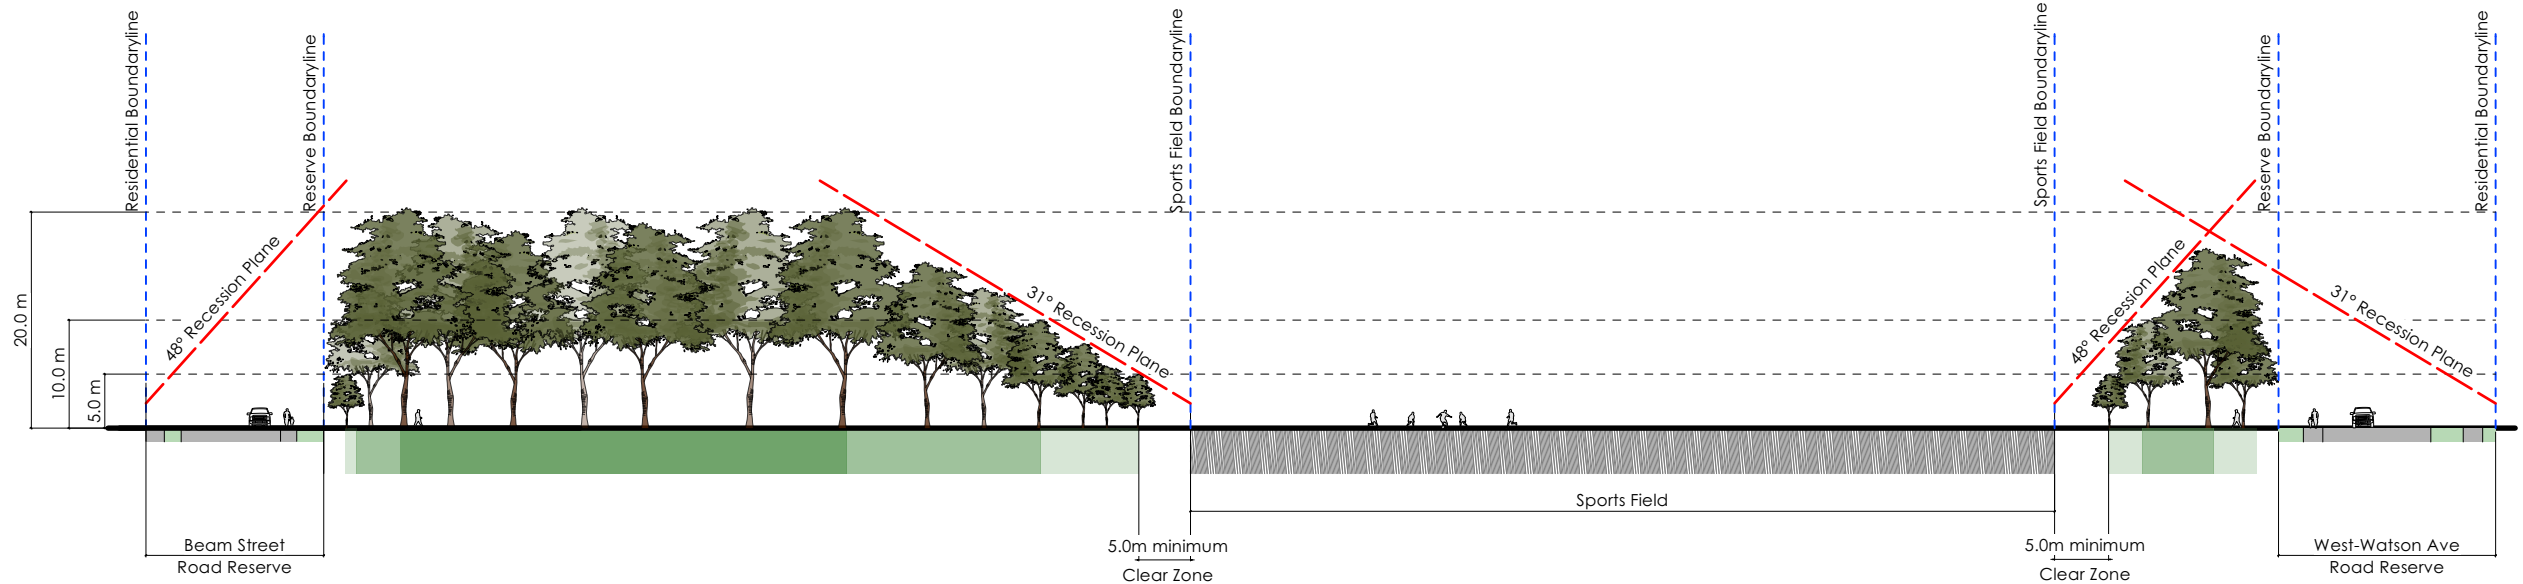 Residential Boundaryline
Reserve Boundaryline
Sports Field Boundaryline
Sports Field Boundaryline
Reserve Boundaryline
Residential Boundaryline
48° Recession Plane
31° Recession Plane
48° Recession Plane
31° Recession Plane
20.0 m
10.0 m
5.0 m
Sports Field
Beam Street
Road Reserve
5.0m minimum
Clear Zone
5.0m minimum
Clear Zone
West-Watson Ave
Road Reserve